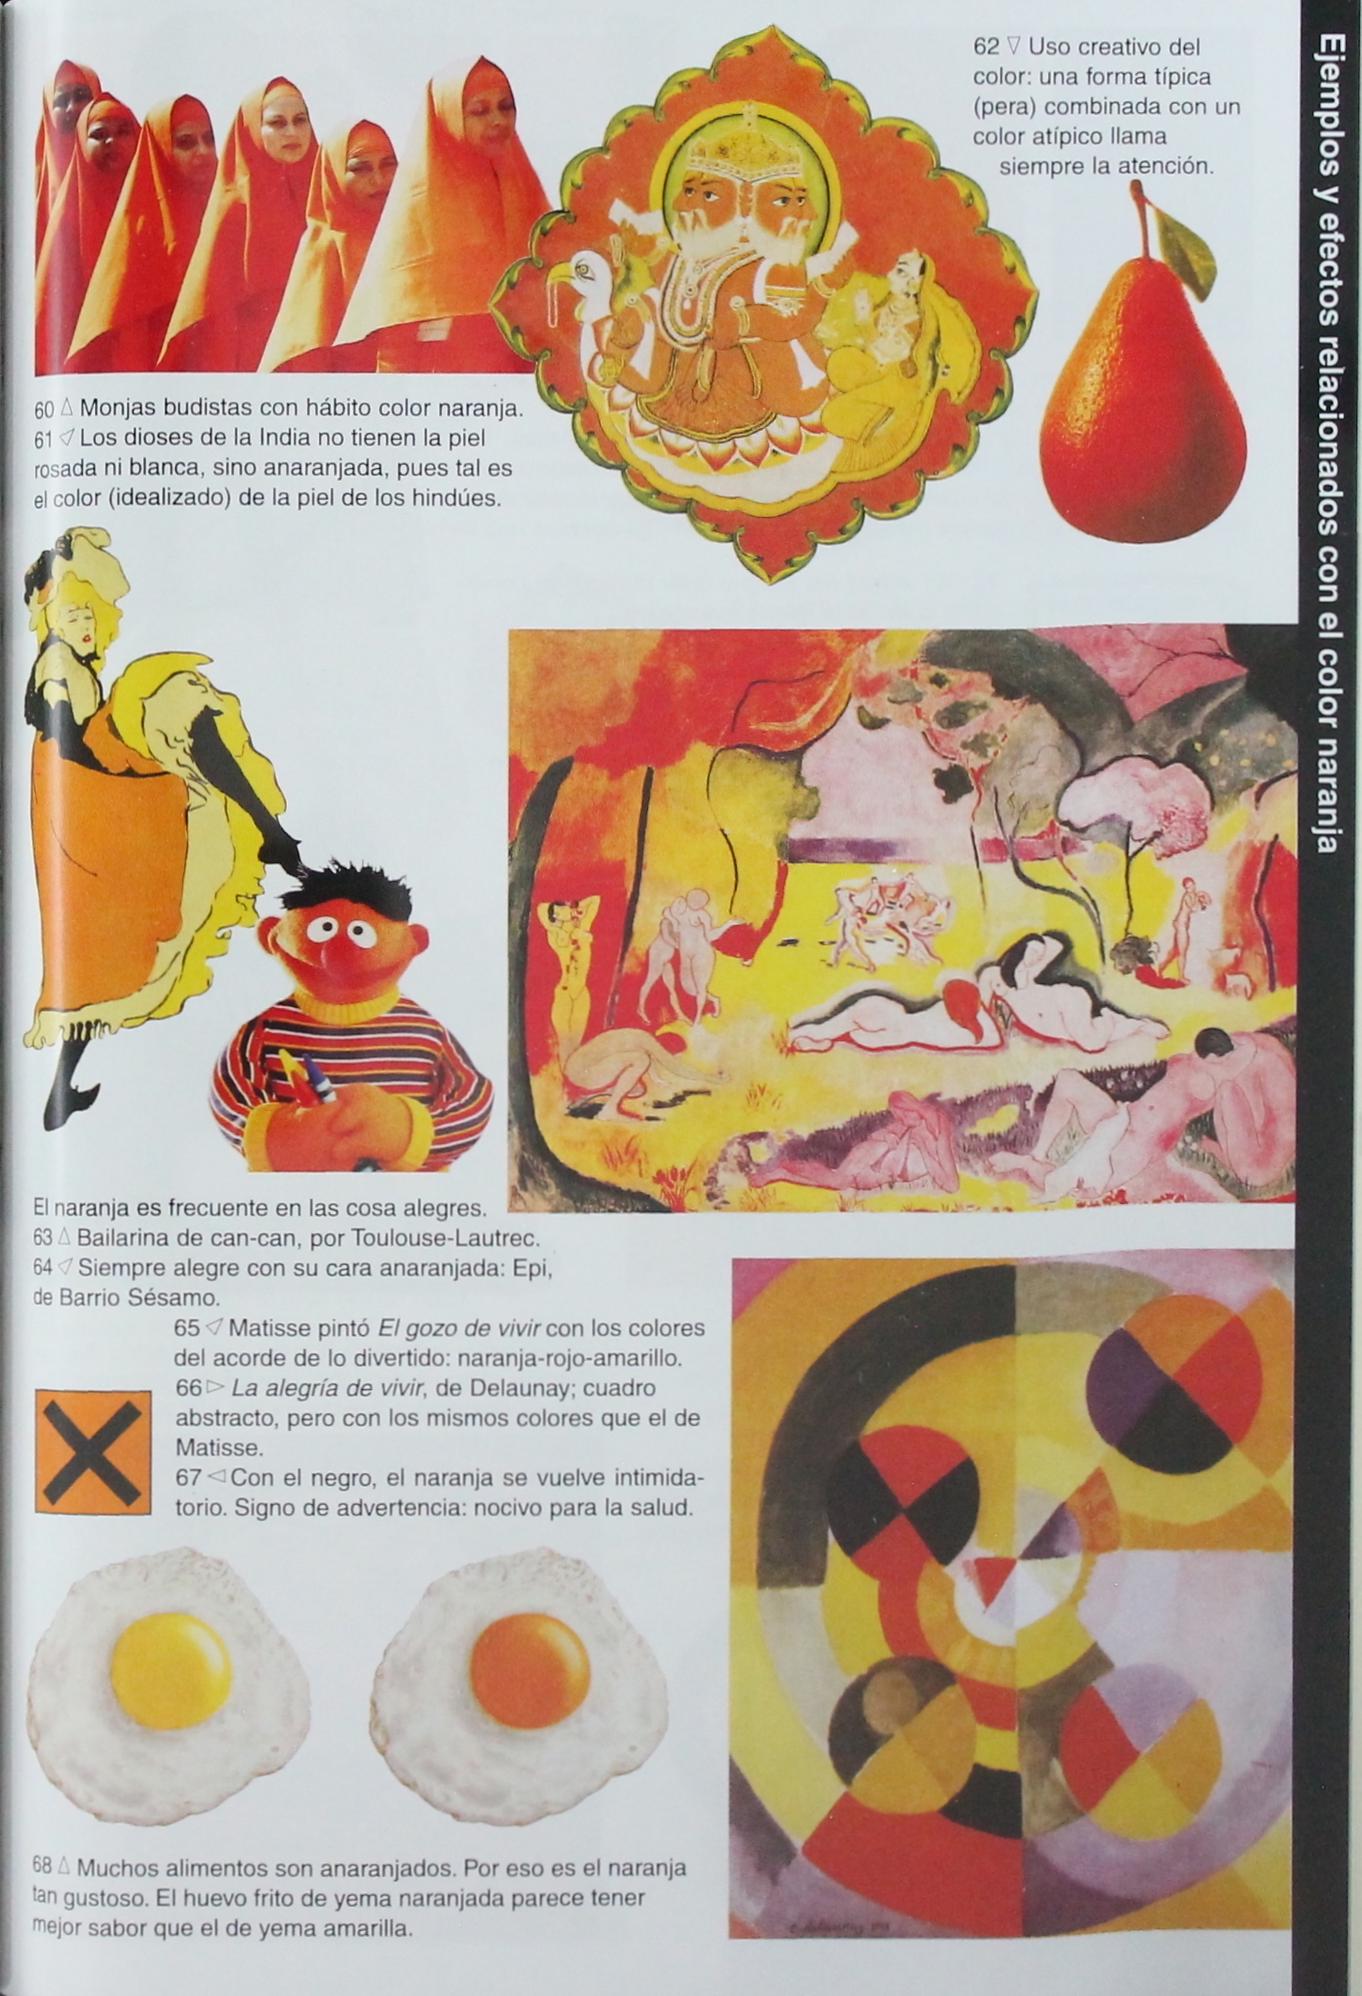 Ejemplos y efectos relacionados con el color naranja
62 ▽ Uso creativo del
color: una forma típica
(pera) combinada con un
color atípico llama
siempre la atención.
60 △ Monjas budistas con hábito color naranja.
61 ◁ Los dioses de la India no tienen la piel
rosada ni blanca, sino anaranjada, pues tal es
el color (idealizado) de la piel de los hindúes.
El naranja es frecuente en las cosa alegres.
63 △ Bailarina de can-can, por Toulouse-Lautrec.
64 ◁ Siempre alegre con su cara anaranjada: Epi,
de Barrio Sésamo.
65 ◁ Matisse pintó El gozo de vivir con los colores
del acorde de lo divertido: naranja-rojo-amarillo.
66 ▷ La alegría de vivir, de Delaunay; cuadro
abstracto, pero con los mismos colores que el de
Matisse.
67 ◁ Con el negro, el naranja se vuelve intimida-
torio. Signo de advertencia: nocivo para la salud.
68 △ Muchos alimentos son anaranjados. Por eso es el naranja
tan gustoso. El huevo frito de yema naranjada parece tener
mejor sabor que el de yema amarilla.